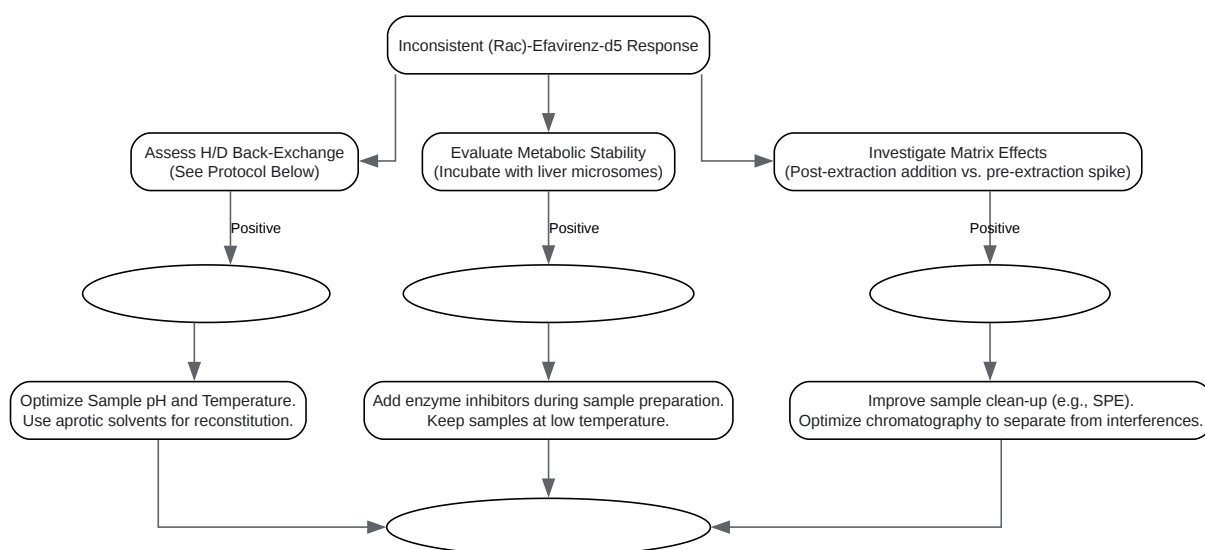 Inconsistent (Rac)-Efavirenz-d5 Response
Assess H/D Back-Exchange
(See Protocol Below)
Evaluate Metabolic Stability
(Incubate with liver microsomes)
Investigate Matrix Effects
(Post-extraction addition vs. pre-extraction spike)
Positive
Positive
Positive
Optimize Sample pH and Temperature.
Use aprotic solvents for reconstitution.
Add enzyme inhibitors during sample preparation.
Keep samples at low temperature.
Improve sample clean-up (e.g., SPE).
Optimize chromatography to separate from interferences.